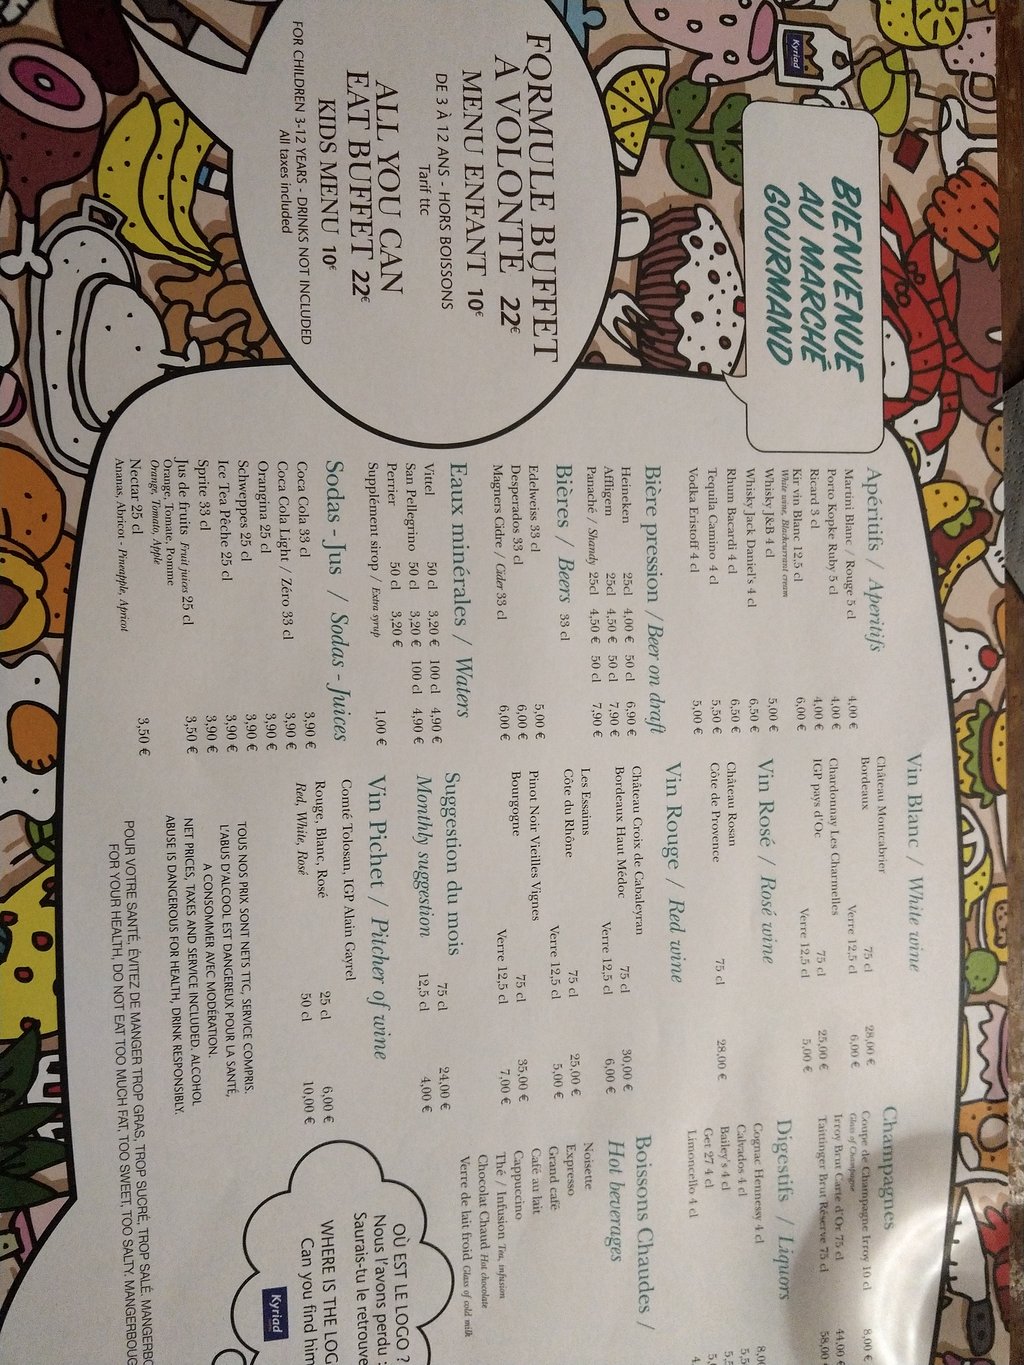 Kyriad
BIENVENUE
AU MARCHÉ
GOURMAND
FORMULE BUFFET
A VOLONTE 22€
MENU ENFANT 10€
DE 3 À 12 ANS - HORS BOISSONS
Tarif ttc
ALL YOU CAN
EAT BUFFET 22€
KIDS MENU 10€
FOR CHILDREN 3-12 YEARS - DRINKS NOT INCLUDED
All taxes included
Apéritifs / Aperitifs
Martini Blanc / Rouge 5 cl 4,00 €
Porto Kopke Ruby 5 cl 4,00 €
Ricard 3 cl 4,00 €
Kir vin Blanc 12,5 cl 6,00 €
White wine, Blackcurrant cream
Whisky J&B 4 cl 5,00 €
Whisky Jack Daniel's 4 cl 6,50 €
Rhum Bacardi 4 cl 6,50 €
Tequila Camino 4 cl 5,50 €
Vodka Eristoff 4 cl 5,00 €
Bière pression / Beer on draft
Heineken 25cl 4,00 € 50 cl 6,90 €
Affligem 25cl 4,50 € 50 cl 7,90 €
Panaché / Shandy 25cl 4,50 € 50 cl 7,90 €
Bières / Beers 33 cl
Edelweiss 33 cl 5,00 €
Desperados 33 cl 6,00 €
Magners Cidre / Cider 33 cl 6,00 €
Eaux minérales / Waters
Vittel 50 cl 3,20 € 100 cl 4,90 €
San Pellegrino 50 cl 3,20 € 100 cl 4,90 €
Perrier 50 cl 3,20 €
Supplément sirop / Extra syrup 1,00 €
Sodas - Jus / Sodas - Juices
Coca Cola 33 cl 3,90 €
Coca Cola Light / Zéro 33 cl 3,90 €
Orangina 25 cl 3,90 €
Schweppes 25 cl 3,90 €
Ice Tea Pêche 25 cl 3,90 €
Sprite 33 cl 3,90 €
Jus de fruits Fruit juices 25 cl 3,50 €
Orange, Tomate, Pomme
Orange, Tomato, Apple
Nectar 25 cl 3,50 €
Ananas, Abricot - Pineapple, Apricot
Vin Blanc / White wine
Château Montcabrier
Bordeaux 75 cl 28,00 €
Verre 12,5 cl 6,00 €
Chardonnay Les Charmelles
IGP pays d'Oc 75 cl 25,00 €
Verre 12,5 cl 5,00 €
Vin Rosé / Rosé wine
Château Rosan
Côte de Provence 75 cl 28,00 €
Vin Rouge / Red wine
Château Croix de Cabaleyran
Bordeaux Haut Médoc 75 cl 30,00 €
Verre 12,5 cl 6,00 €
Les Essaims
Côte du Rhône 75 cl 25,00 €
Verre 12,5 cl 5,00 €
Pinot Noir Vieilles Vignes
Bourgogne 75 cl 35,00 €
Verre 12,5 cl 7,00 €
Suggestion du mois 75 cl 24,00 €
Monthly suggestion 12,5 cl 4,00 €
Vin Pichet / Pitcher of wine
Comté Tolosan, IGP Alain Gayrel
Rouge, Blanc, Rosé 25 cl 6,00 €
Red, White, Rosé 50 cl 10,00 €
TOUS NOS PRIX SONT NETS TTC, SERVICE COMPRIS.
L'ABUS D'ALCOOL EST DANGEREUX POUR LA SANTÉ,
A CONSOMMER AVEC MODÉRATION.
NET PRICES, TAXES AND SERVICE INCLUDED. ALCOHOL
ABUSE IS DANGEROUS FOR HEALTH, DRINK RESPONSIBLY.
POUR VOTRE SANTÉ, ÉVITEZ DE MANGER TROP GRAS, TROP SUCRÉ, TROP SALÉ. MANGERBO
FOR YOUR HEALTH, DO NOT EAT TOO MUCH FAT, TOO SWEET, TOO SALTY. MANGERBOUG
Champagnes
Coupe de Champagne Irroy 10 cl 8,00 €
Glass of Champagne
Irroy Brut Carte d'Or 75 cl 44,00 €
Taittinger Brut Réserve 75 cl 58,00
Digestifs / Liquors
Cognac Hennessy 4 cl 8,00
Calvados 4 cl 5,5
Bailey's 4 cl 5,5
Get 27 4 cl 5,
Limoncello 4 cl 4,
Boissons Chaudes /
Hot beverages
Noisette
Expresso
Grand café
Café au lait
Cappuccino
Thé / Infusion Tea, infusion
Chocolat Chaud Hot chocolate
Verre de lait froid Glass of cold milk
OÙ EST LE LOGO ?
Nous l'avons perdu :
Saurais-tu le retrouve
WHERE IS THE LOG
Can you find him
Kyriad